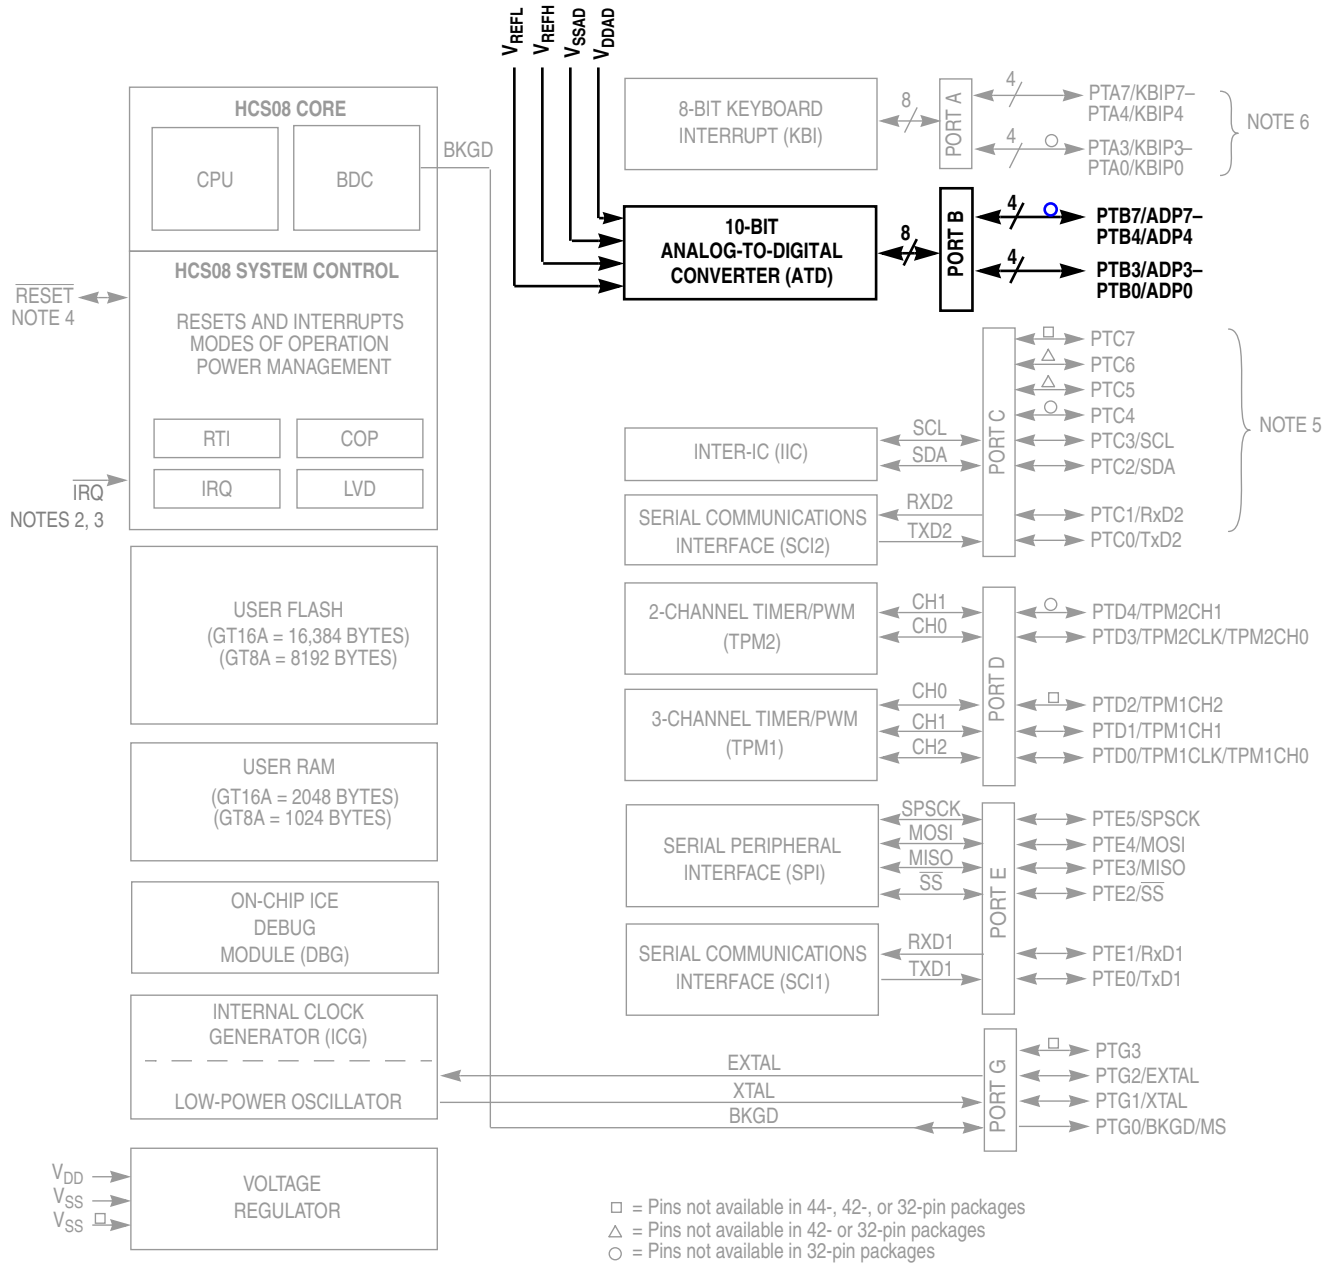 VREFL
VREFH
VSSAD
VDDAD
HCS08 CORE
CPU
BDC
BKGD
HCS08 SYSTEM CONTROL
RESET
NOTE 4
RESETS AND INTERRUPTS
MODES OF OPERATION
POWER MANAGEMENT
RTI
COP
IRQ
LVD
IRQ
NOTES 2, 3
USER FLASH
(GT16A = 16,384 BYTES)
(GT8A = 8192 BYTES)
USER RAM
(GT16A = 2048 BYTES)
(GT8A = 1024 BYTES)
ON-CHIP ICE
DEBUG
MODULE (DBG)
INTERNAL CLOCK
GENERATOR (ICG)
LOW-POWER OSCILLATOR
VDD
VSS
VSS
VOLTAGE
REGULATOR
8-BIT KEYBOARD
INTERRUPT (KBI)
8
PORT A
4
PTA7/KBIP7–
PTA4/KBIP4
4
PTA3/KBIP3–
PTA0/KBIP0
NOTE 6
10-BIT
ANALOG-TO-DIGITAL
CONVERTER (ATD)
8
PORT B
4
PTB7/ADP7–
PTB4/ADP4
4
PTB3/ADP3–
PTB0/ADP0
INTER-IC (IIC)
SCL
SDA
SERIAL COMMUNICATIONS
INTERFACE (SCI2)
RXD2
TXD2
PORT C
PTC7
PTC6
PTC5
PTC4
PTC3/SCL
PTC2/SDA
PTC1/RxD2
PTC0/TxD2
NOTE 5
2-CHANNEL TIMER/PWM
(TPM2)
CH1
CH0
3-CHANNEL TIMER/PWM
(TPM1)
CH0
CH1
CH2
PORT D
PTD4/TPM2CH1
PTD3/TPM2CLK/TPM2CH0
PTD2/TPM1CH2
PTD1/TPM1CH1
PTD0/TPM1CLK/TPM1CH0
SERIAL PERIPHERAL
INTERFACE (SPI)
SPSCK
MOSI
MISO
SS
SERIAL COMMUNICATIONS
INTERFACE (SCI1)
RXD1
TXD1
PORT E
PTE5/SPSCK
PTE4/MOSI
PTE3/MISO
PTE2/SS
PTE1/RxD1
PTE0/TxD1
EXTAL
XTAL
BKGD
PORT G
PTG3
PTG2/EXTAL
PTG1/XTAL
PTG0/BKGD/MS
□ = Pins not available in 44-, 42-, or 32-pin packages
△ = Pins not available in 42- or 32-pin packages
○ = Pins not available in 32-pin packages